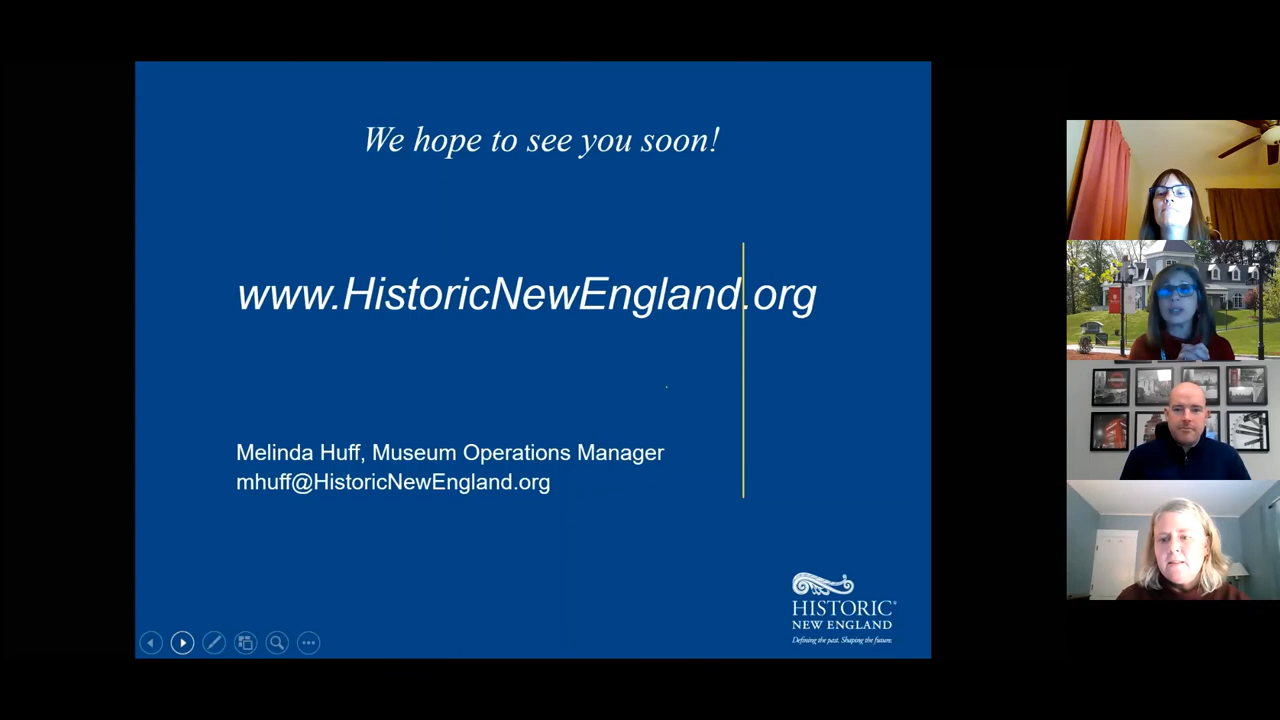 We hope to see you soon!
www.HistoricNewEngland.org
Melinda Huff, Museum Operations Manager
mhuff@HistoricNewEngland.org
HISTORIC®
NEW ENGLAND
Defining the past. Shaping the future.